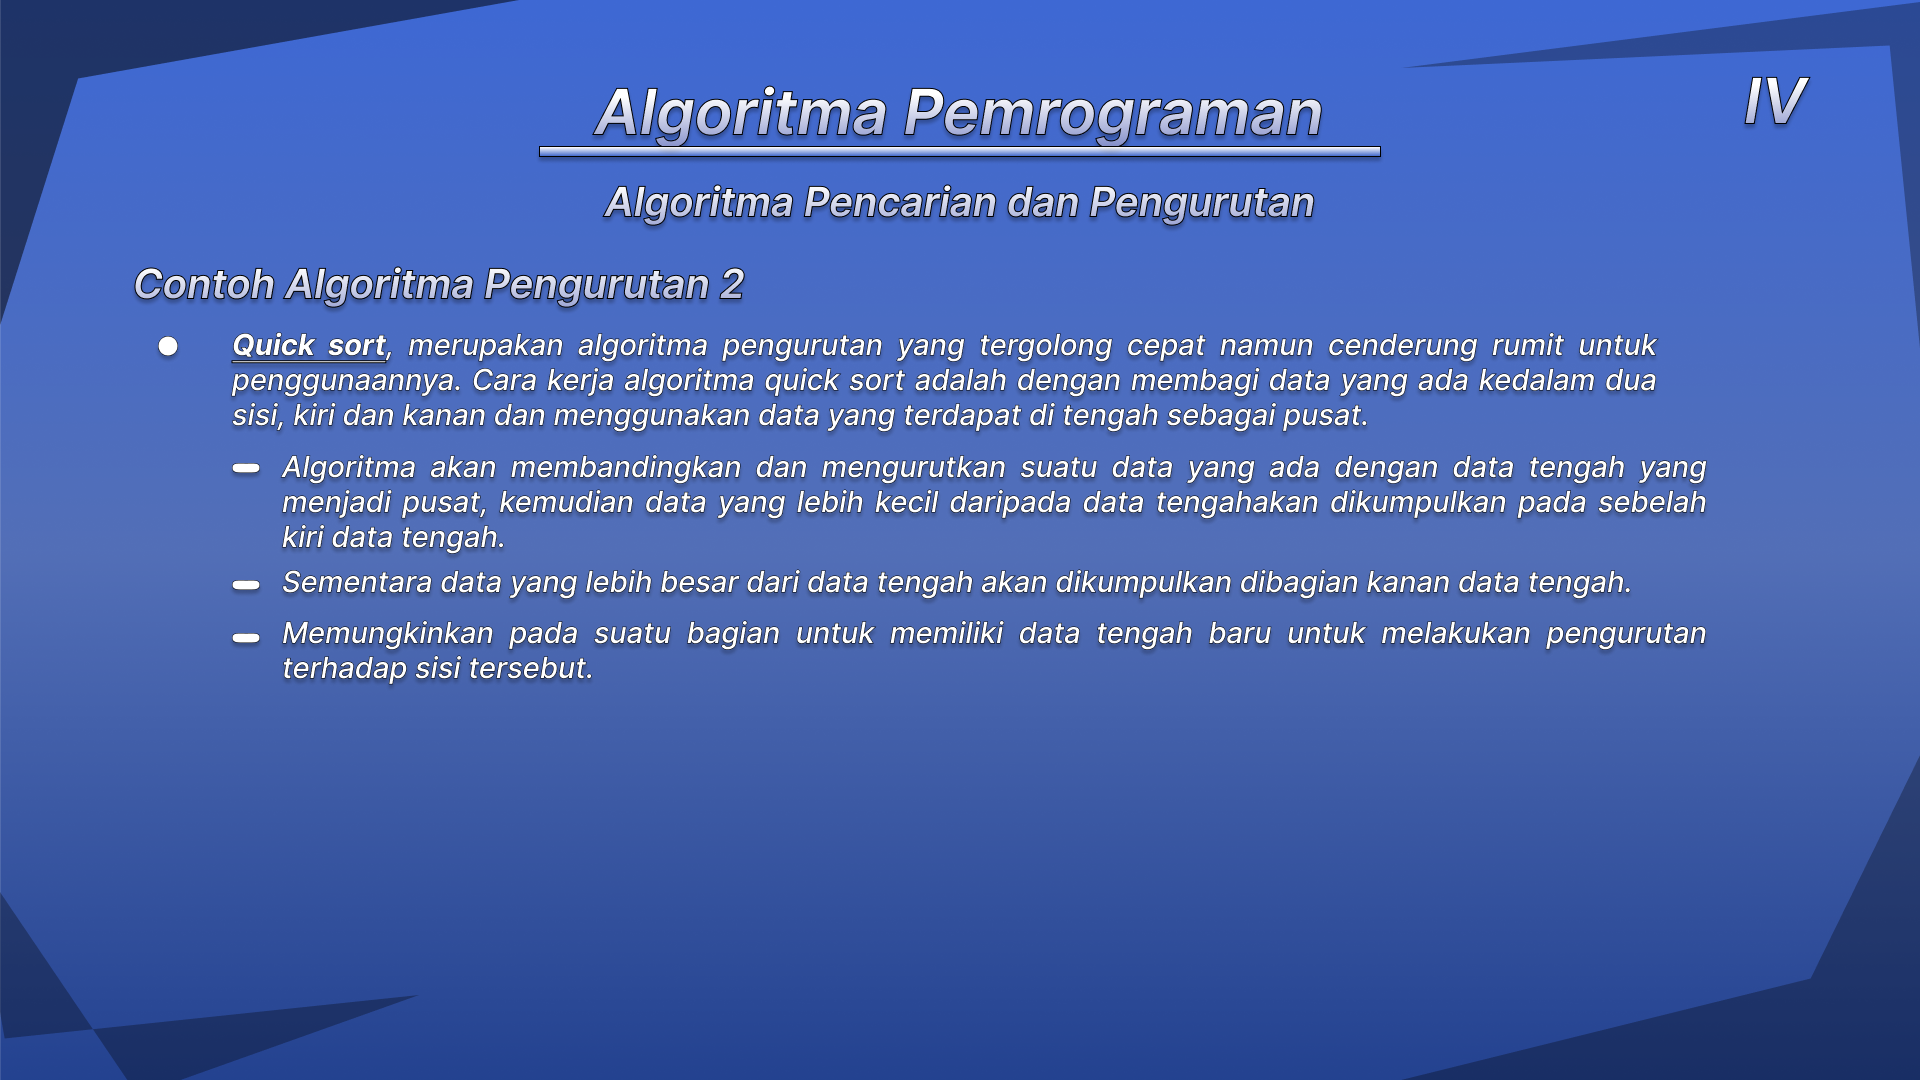 Algoritma Pemrograman
IV
Algoritma Pencarian dan Pengurutan
Contoh Algoritma Pengurutan 2
Quick sort, merupakan algoritma pengurutan yang tergolong cepat namun cenderung rumit untuk
penggunaannya. Cara kerja algoritma quick sort adalah dengan membagi data yang ada kedalam dua
sisi, kiri dan kanan dan menggunakan data yang terdapat di tengah sebagai pusat.
Algoritma akan membandingkan dan mengurutkan suatu data yang ada dengan data tengah yang
menjadi pusat, kemudian data yang lebih kecil daripada data tengahakan dikumpulkan pada sebelah
kiri data tengah.
Sementara data yang lebih besar dari data tengah akan dikumpulkan dibagian kanan data tengah.
Memungkinkan pada suatu bagian untuk memiliki data tengah baru untuk melakukan pengurutan
terhadap sisi tersebut.